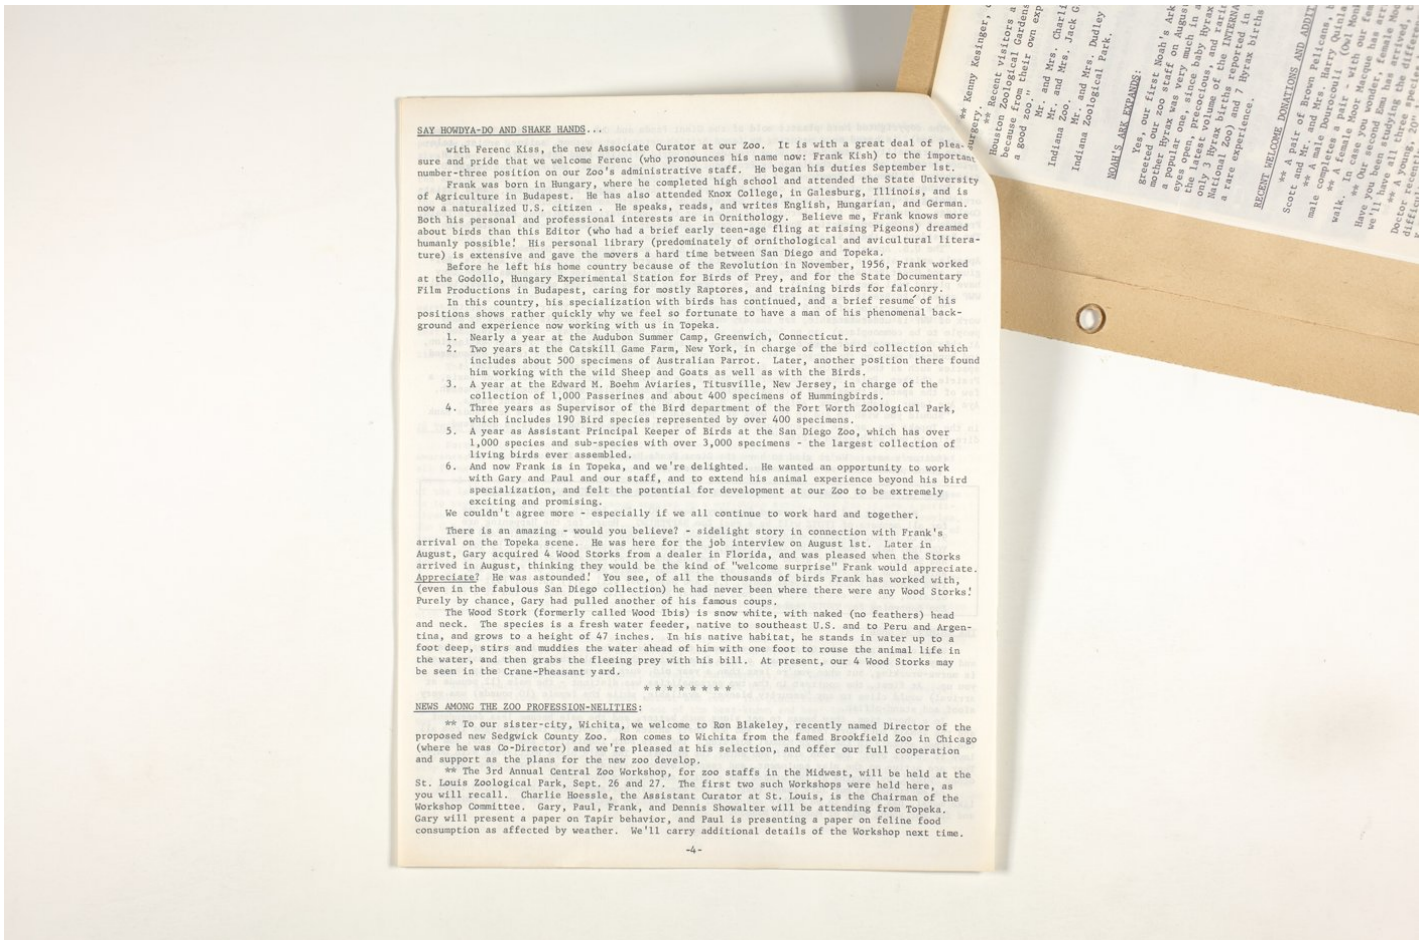 SAY HOWDYA-DO AND SHAKE HANDS...
with Ferenc Kiss, the new Associate Curator at our Zoo. It is with a great deal of plea-
sure and pride that we welcome Ferenc (who pronounces his name now: Frank Kish) to the important
number-three position on our Zoo's administrative staff. He began his duties September 1st.
Frank was born in Hungary, where he completed high school and attended the State University
of Agriculture in Budapest. He has also attended Knox College, in Galesburg, Illinois, and is
now a naturalized U.S. citizen . He speaks, reads, and writes English, Hungarian, and German.
Both his personal and professional interests are in Ornithology. Believe me, Frank knows more
about birds than this Editor (who had a brief early teen-age fling at raising Pigeons) dreamed
humanly possible! His personal library (predominately of ornithological and avicultural litera-
ture) is extensive and gave the movers a hard time between San Diego and Topeka.
Before he left his home country because of the Revolution in November, 1956, Frank worked
at the Godollo, Hungary Experimental Station for Birds of Prey, and for the State Documentary
Film Productions in Budapest, caring for mostly Raptores, and training birds for falconry.
In this country, his specialization with birds has continued, and a brief resumé of his
positions shows rather quickly why we feel so fortunate to have a man of his phenomenal back-
ground and experience now working with us in Topeka.
1. Nearly a year at the Audubon Summer Camp, Greenwich, Connecticut.
2. Two years at the Catskill Game Farm, New York, in charge of the bird collection which
includes about 500 specimens of Australian Parrot. Later, another position there found
him working with the wild Sheep and Goats as well as with the Birds.
3. A year at the Edward M. Boehm Aviaries, Titusville, New Jersey, in charge of the
collection of 1,000 Passerines and about 400 specimens of Hummingbirds.
4. Three years as Supervisor of the Bird department of the Fort Worth Zoological Park,
which includes 190 Bird species represented by over 400 specimens.
5. A year as Assistant Principal Keeper of Birds at the San Diego Zoo, which has over
1,000 species and sub-species with over 3,000 specimens - the largest collection of
living birds ever assembled.
6. And now Frank is in Topeka, and we're delighted. He wanted an opportunity to work
with Gary and Paul and our staff, and to extend his animal experience beyond his bird
specialization, and felt the potential for development at our Zoo to be extremely
exciting and promising.
We couldn't agree more - especially if we all continue to work hard and together.
There is an amazing - would you believe? - sidelight story in connection with Frank's
arrival on the Topeka scene. He was here for the job interview on August 1st. Later in
August, Gary acquired 4 Wood Storks from a dealer in Florida, and was pleased when the Storks
arrived in August, thinking they would be the kind of "welcome surprise" Frank would appreciate.
Appreciate? He was astounded! You see, of all the thousands of birds Frank has worked with,
(even in the fabulous San Diego collection) he had never been where there were any Wood Storks!
Purely by chance, Gary had pulled another of his famous coups.
The Wood Stork (formerly called Wood Ibis) is snow white, with naked (no feathers) head
and neck. The species is a fresh water feeder, native to southeast U.S. and to Peru and Argen-
tina, and grows to a height of 47 inches. In his native habitat, he stands in water up to a
foot deep, stirs and muddies the water ahead of him with one foot to rouse the animal life in
the water, and then grabs the fleeing prey with his bill. At present, our 4 Wood Storks may
be seen in the Crane-Pheasant yard.
* * * * * * * *
NEWS AMONG THE ZOO PROFESSION-NELITIES:
** To our sister-city, Wichita, we welcome to Ron Blakeley, recently named Director of the
proposed new Sedgwick County Zoo. Ron comes to Wichita from the famed Brookfield Zoo in Chicago
(where he was Co-Director) and we're pleased at his selection, and offer our full cooperation
and support as the plans for the new zoo develop.
** The 3rd Annual Central Zoo Workshop, for zoo staffs in the Midwest, will be held at the
St. Louis Zoological Park, Sept. 26 and 27. The first two such Workshops were held here, as
you will recall. Charlie Hoessle, the Assistant Curator at St. Louis, is the Chairman of the
Workshop Committee. Gary, Paul, Frank, and Dennis Showalter will be attending from Topeka.
Gary will present a paper on Tapir behavior, and Paul is presenting a paper on feline food
consumption as affected by weather. We'll carry additional details of the Workshop next time.
-4-
** Kenny Kesinger,
surgery.
** Recent visitors
Houston Zoological Gardens
because from their own exp
a good zoo."
Mr. and Mrs. Charli
Mr. and Mrs. Jack G
Indiana Zoo.
Mr. and Mrs. Dudley
Indiana Zoological Park.
NOAH'S ARK EXPANDS:
Yes, our first Noah's Ark
greeted our zoo staff on Augus
mother Hyrax was very much in
a popular one, since baby Hyrax
eyes open, precocious, and
the latest volume of the INTERNA
only 3 Hyrax births reported in
National Zoo) and 7 Hyrax births
a rare experience.
RECENT WELCOME DONATIONS AND ADDIT
** A pair of Brown Pelicans,
Scott and Mr. and Mrs. Harry Quinla
** A male Douroucouli (Owl Monk
male completes a pair - with our fem
walk. ** A female Moor Macaque has arr
In case you wonder, female Moo
** Our second Emu has arrived,
Have you been studying the differen
we'll have all three species
** A young, 20"
Doctor recently